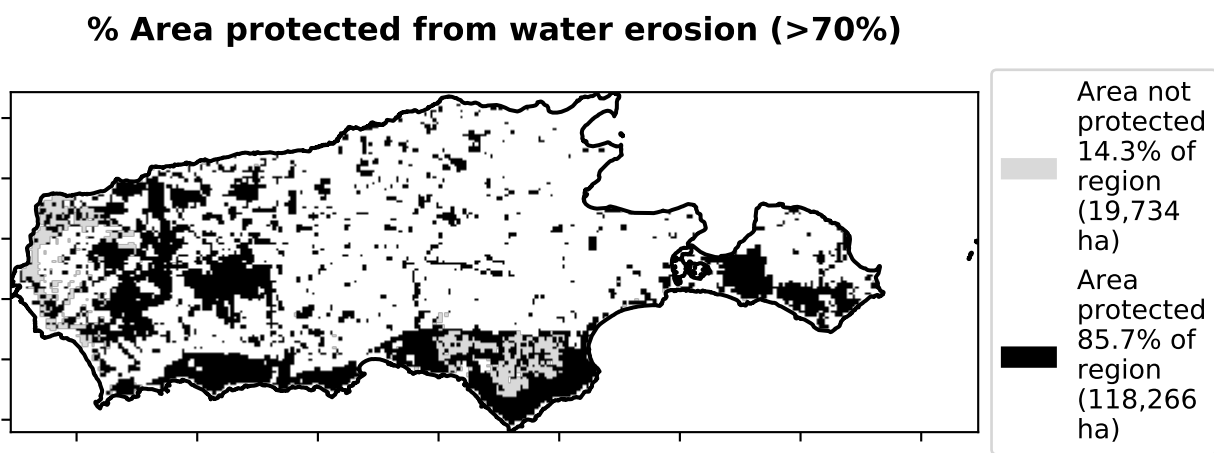 % Area protected from water erosion (>70%)
Area not
protected
14.3% of
region
(19,734
ha)
Area
protected
85.7% of
region
(118,266
ha)